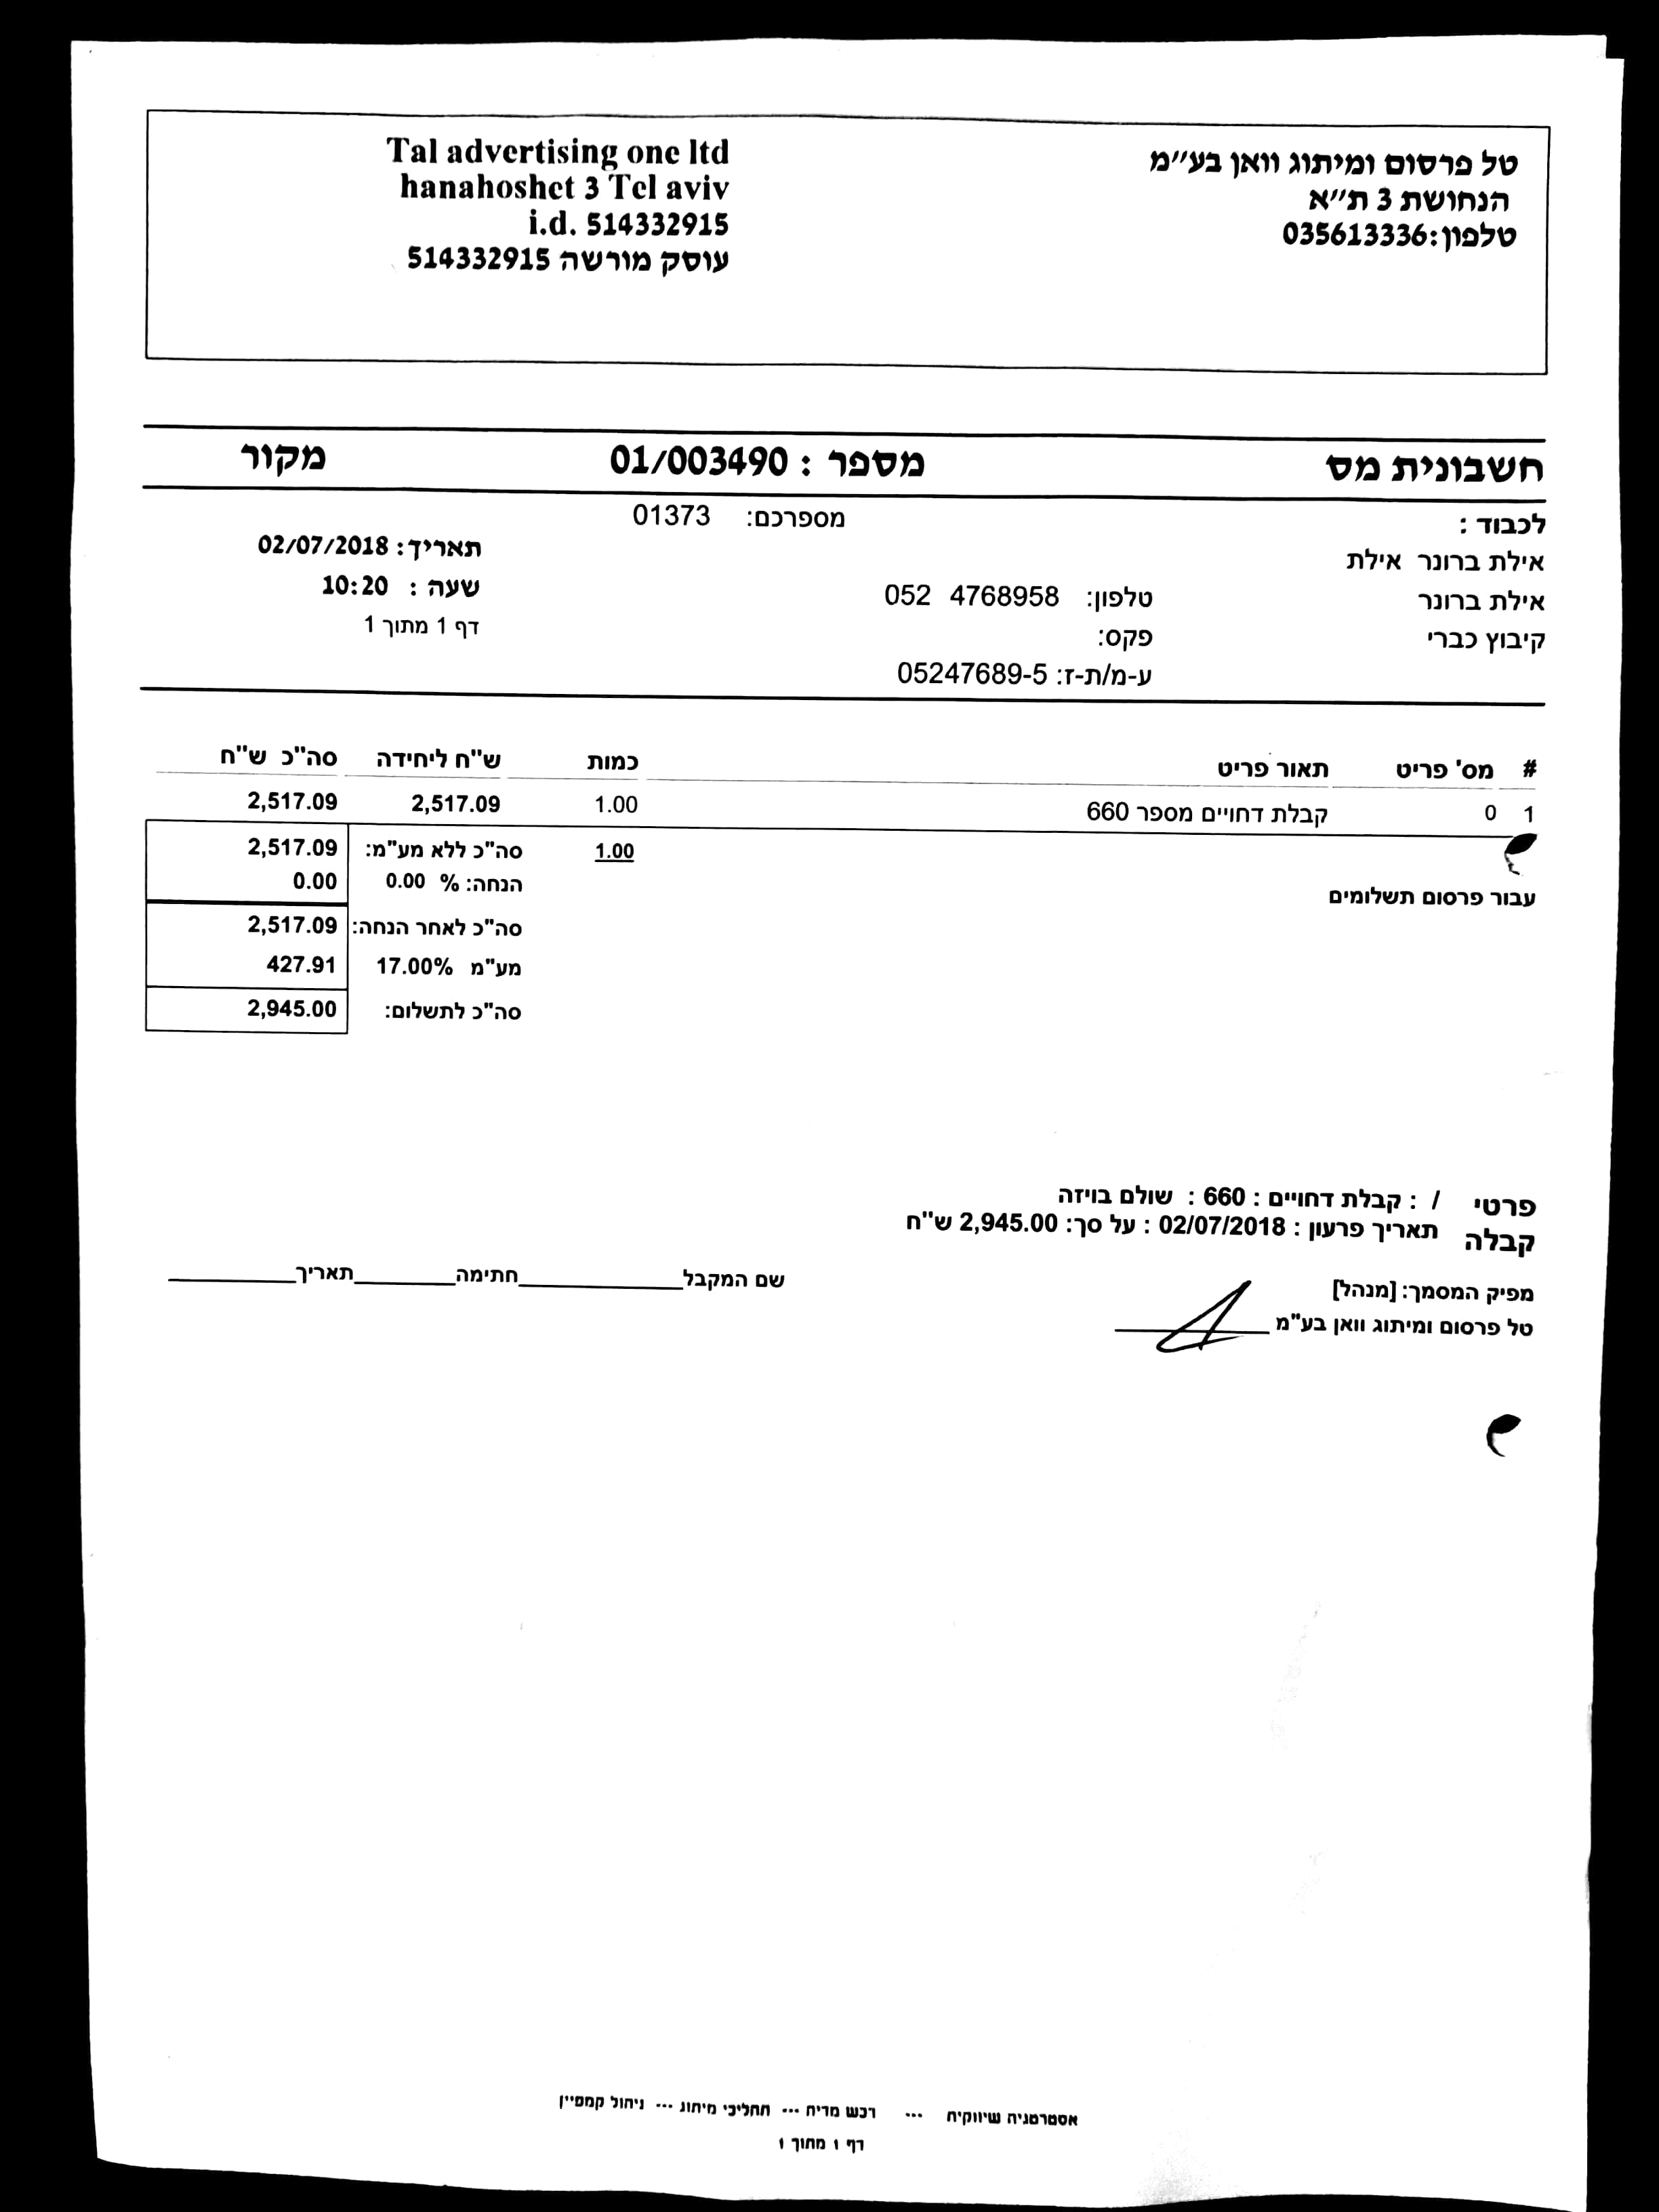 טל פרסום ומיתוג וואן בע"מ
הנחושת 3 ת"א
טלפון:035613336
Tal advertising one ltd
hanahoshet 3 Tel aviv
i.d. 514332915
עוסק מורשה 514332915
חשבונית מס מספר : 01/003490 מקור
לכבוד :
אילת ברונר אילת
אילת ברונר
קיבוץ כברי
מספרכם: 01373
טלפון: 052 4768958
פקס:
ע-מ/ת-ז: 05247689-5
תאריך: 02/07/2018
שעה : 10:20
דף 1 מתוך 1
# מס' פריט תאור פריט כמות ש"ח ליחידה סה"כ ש"ח
1 0 קבלת דחויים מספר 660 1.00 2,517.09 2,517.09
1.00 סה"כ ללא מע"מ: 2,517.09
הנחה: % 0.00 0.00
עבור פרסום תשלומים
סה"כ לאחר הנחה: 2,517.09
מע"מ 17.00% 427.91
סה"כ לתשלום: 2,945.00
פרטי / : קבלת דחויים : 660 : שולם בויזה
קבלה תאריך פרעון : 02/07/2018 : על סך: 2,945.00 ש"ח
שם המקבל____________חתימה________תאריך__________
מפיק המסמך: [מנהל]
טל פרסום ומיתוג וואן בע"מ
אסטרטגיה שיווקית --- רכש מדיה --- תהליכי מיתוג --- ניהול קמפיין
דף 1 מתוך 1